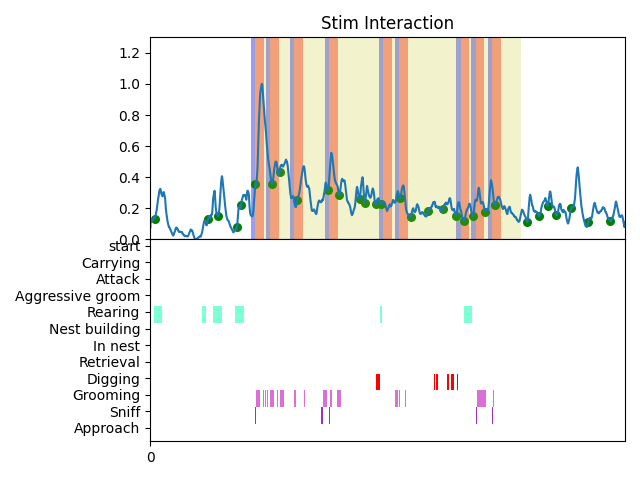 Stim Interaction
1.2
1.0
0.8
0.6
0.4
0.2
0.0
start
Carrying
Attack
Aggressive groom
Rearing
Nest building
In nest
Retrieval
Digging
Grooming
Sniff
Approach
0